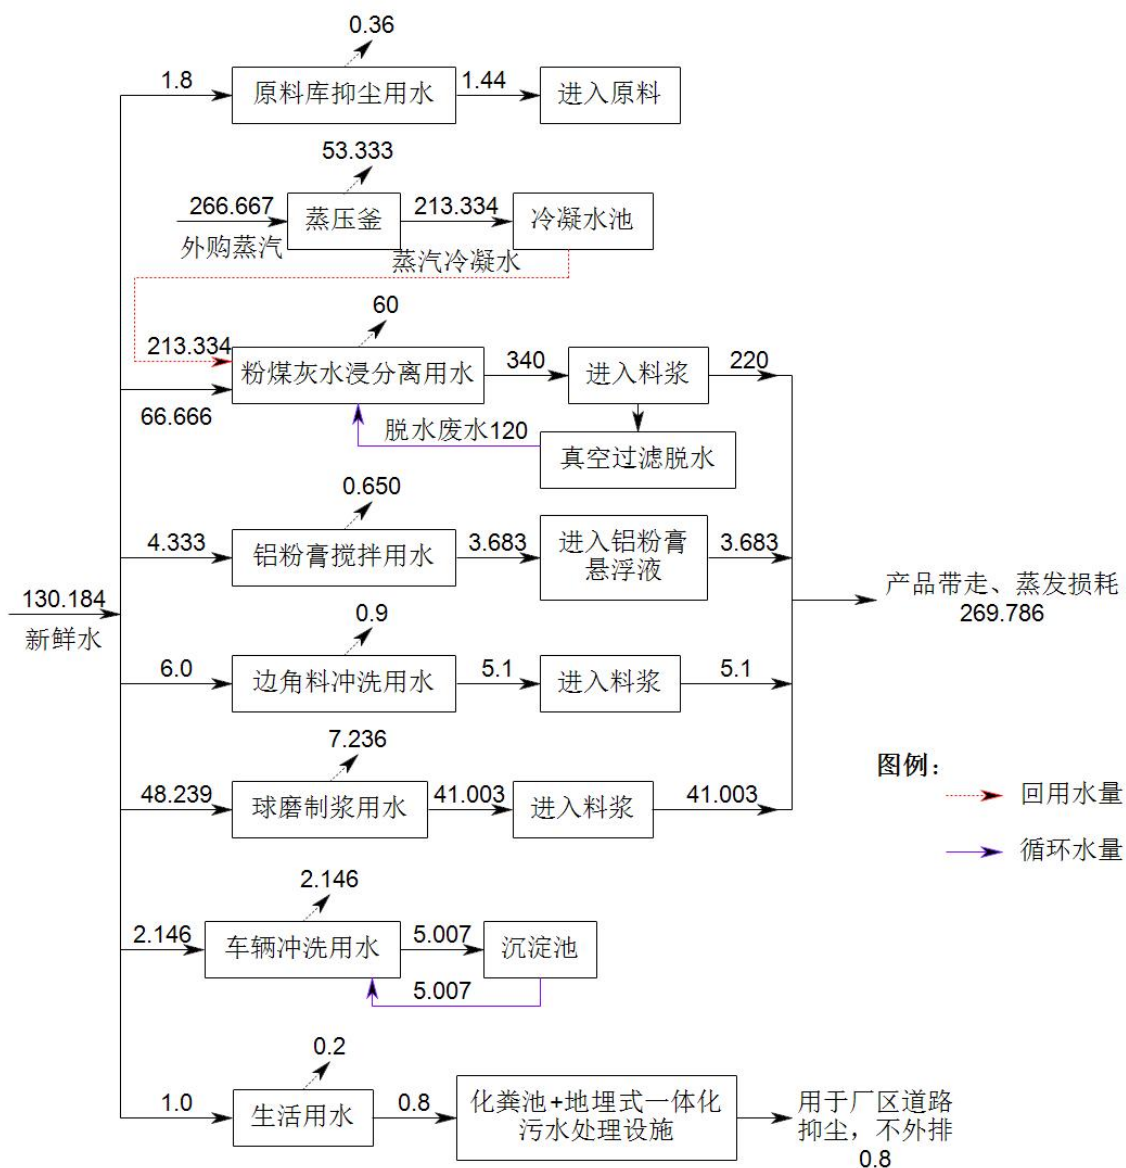 0.36
1.8
原料库抑尘用水
1.44
进入原料
53.333
266.667
外购蒸汽
蒸压釜
213.334
冷凝水池
蒸汽冷凝水
60
213.334
粉煤灰水浸分离用水
340
进入料浆
220
66.666
脱水废水120
真空过滤脱水
0.650
4.333
铝粉膏搅拌用水
3.683
进入铝粉膏
悬浮液
3.683
130.184
新鲜水
产品带走、蒸发损耗
269.786
0.9
6.0
边角料冲洗用水
5.1
进入料浆
5.1
7.236
48.239
球磨制浆用水
41.003
进入料浆
41.003
图例：
回用水量
循环水量
2.146
2.146
车辆冲洗用水
5.007
沉淀池
5.007
0.2
1.0
生活用水
0.8
化粪池+地埋式一体化
污水处理设施
用于厂区道路
抑尘，不外排
0.8